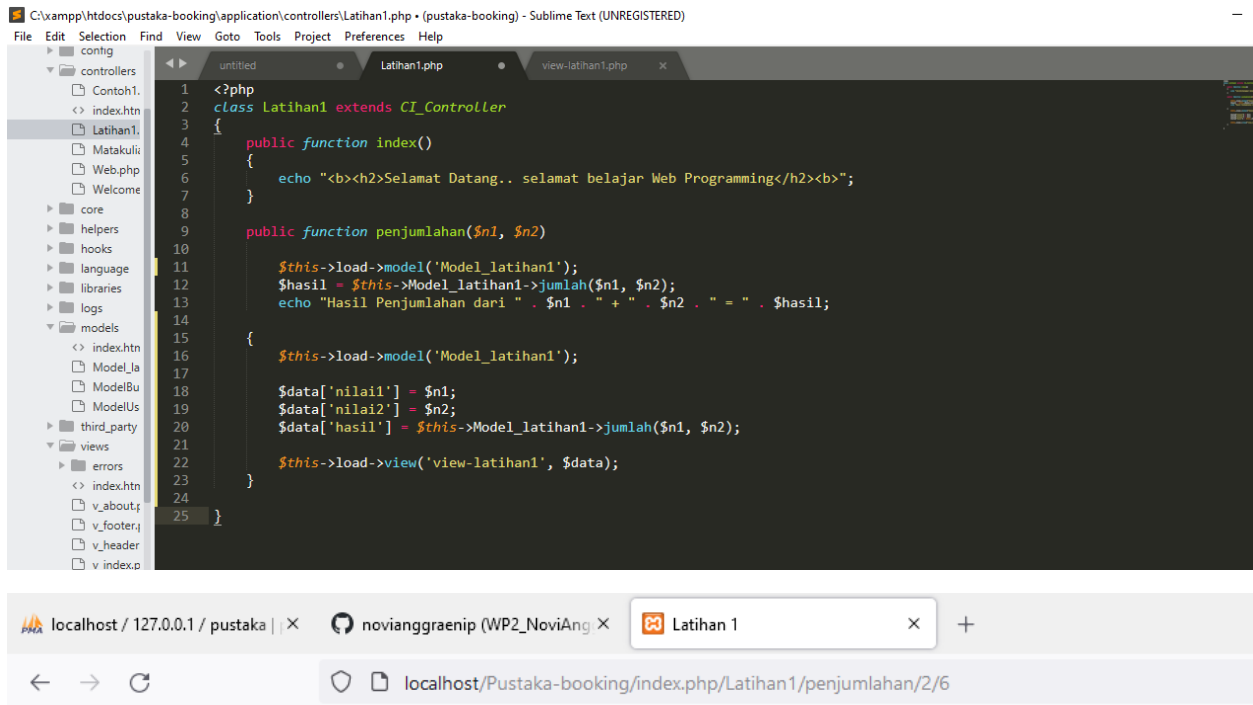 C:\xampp\htdocs\pustaka-booking\application\controllers\Latihan1.php • (pustaka-booking) - Sublime Text (UNREGISTERED)
File Edit Selection Find View Goto Tools Project Preferences Help
config
controllers
Contoh1.
index.htn
Latihan1.
Matakulia
Web.php
Welcome
core
helpers
hooks
language
libraries
logs
models
index.htn
Model_la
ModelBu
ModelUs
third_party
views
errors
index.htn
v_about.p
v_footer.p
v_header
v_index.p
untitled Latihan1.php view-latihan1.php
1 <?php
2 class Latihan1 extends CI_Controller
3 {
4 public function index()
5 {
6 echo "<b><h2>Selamat Datang.. selamat belajar Web Programming</h2><b>";
7 }
8
9 public function penjumlahan($n1, $n2)
10
11 $this->load->model('Model_latihan1');
12 $hasil = $this->Model_latihan1->jumlah($n1, $n2);
13 echo "Hasil Penjumlahan dari " . $n1 . " + " . $n2 . " = " . $hasil;
14
15 {
16 $this->load->model('Model_latihan1');
17
18 $data['nilai1'] = $n1;
19 $data['nilai2'] = $n2;
20 $data['hasil'] = $this->Model_latihan1->jumlah($n1, $n2);
21
22 $this->load->view('view-latihan1', $data);
23 }
24
25 }
PMA localhost / 127.0.0.1 / pustaka | p novianggraenip (WP2_NoviAng Latihan 1
localhost/Pustaka-booking/index.php/Latihan1/penjumlahan/2/6